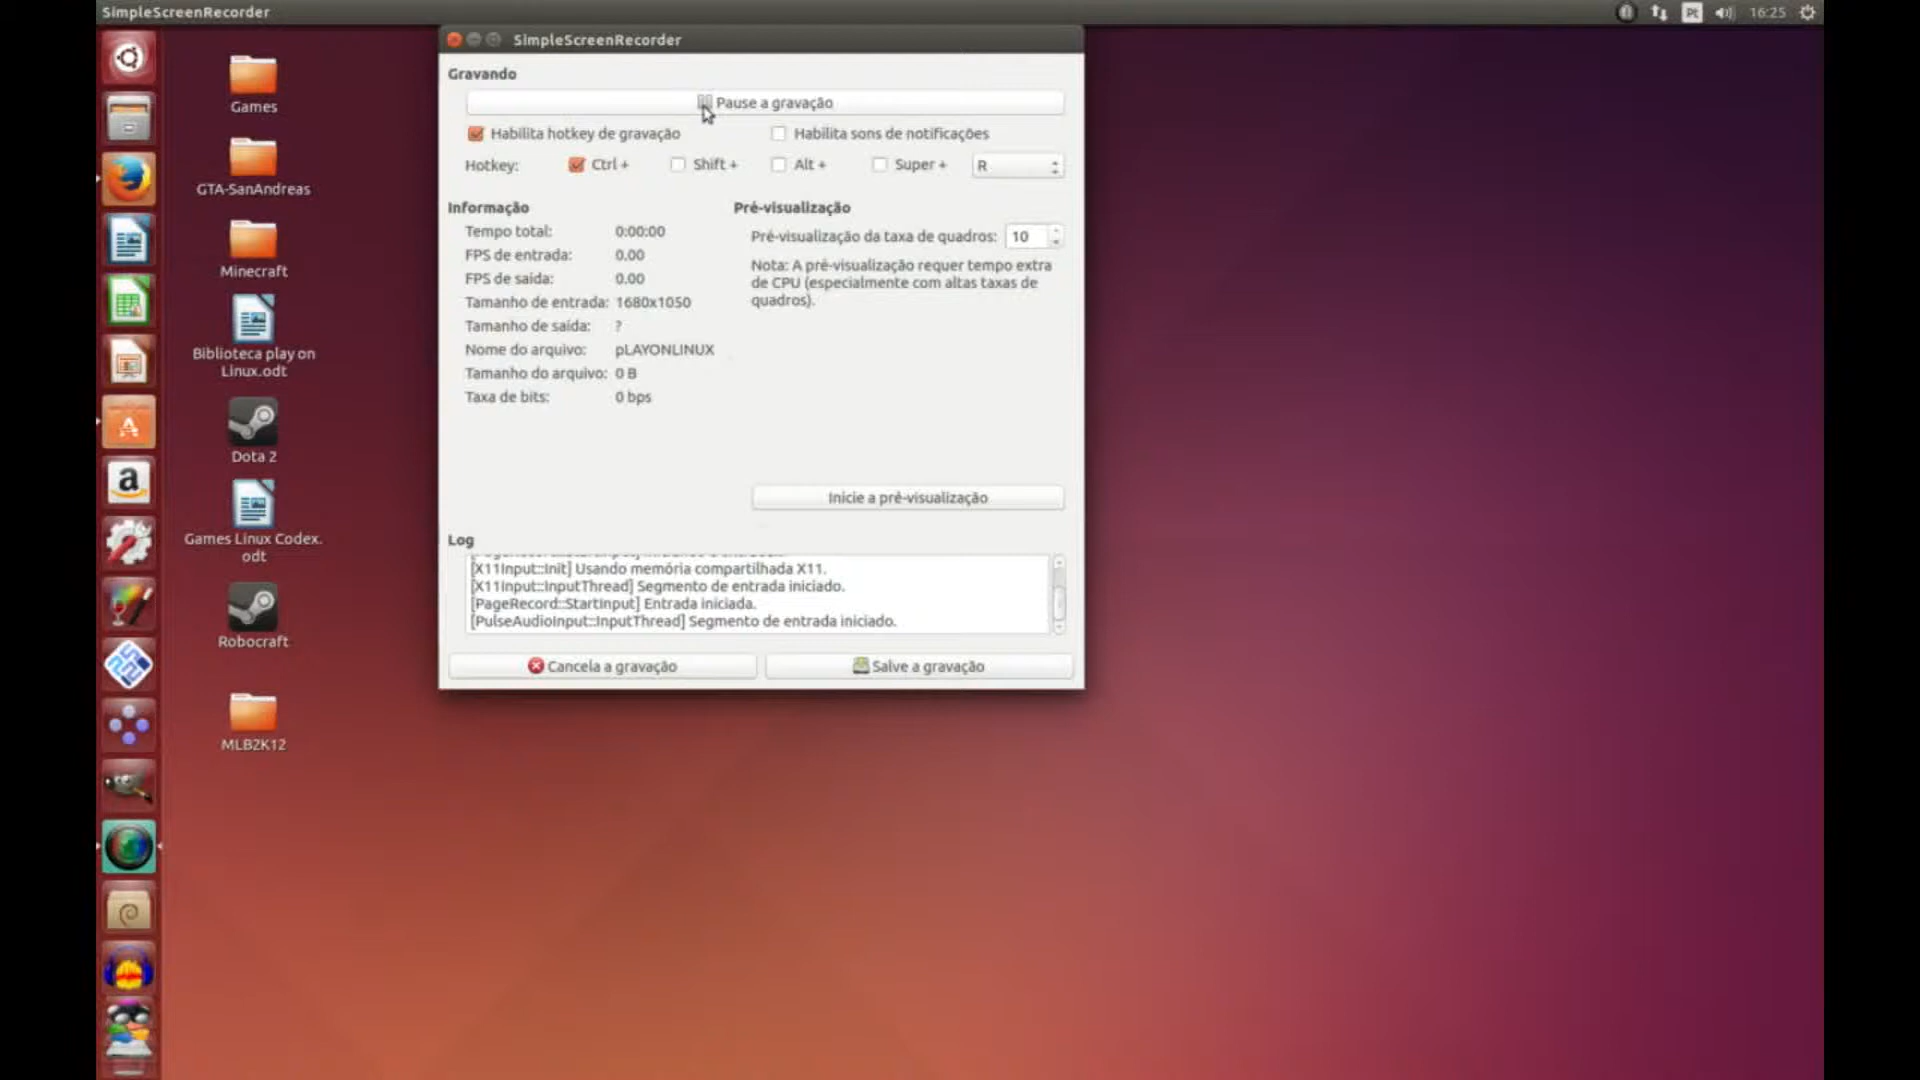 SimpleScreenRecorder
Pt
16:25
SimpleScreenRecorder
Games
GTA-SanAndreas
Minecraft
Biblioteca play on
Linux.odt
Dota 2
Games Linux Codex.
odt
Robocraft
MLB2K12
Gravando
Pause a gravação
Habilita hotkey de gravação
Habilita sons de notificações
Hotkey:
Ctrl +
Shift +
Alt +
Super +
R
Informação
Tempo total: 0:00:00
FPS de entrada: 0.00
FPS de saída: 0.00
Tamanho de entrada: 1680x1050
Tamanho de saída: ?
Nome do arquivo: pLAYONLINUX
Tamanho do arquivo: 0 B
Taxa de bits: 0 bps
Pré-visualização
Pré-visualização da taxa de quadros: 10
Nota: A pré-visualização requer tempo extra
de CPU (especialmente com altas taxas de
quadros).
Inicie a pré-visualização
Log
[X11Input::Init] Usando memória compartilhada X11.
[X11Input::InputThread] Segmento de entrada iniciado.
[PageRecord::StartInput] Entrada iniciada.
[PulseAudioInput::InputThread] Segmento de entrada iniciado.
Cancela a gravação
Salve a gravação